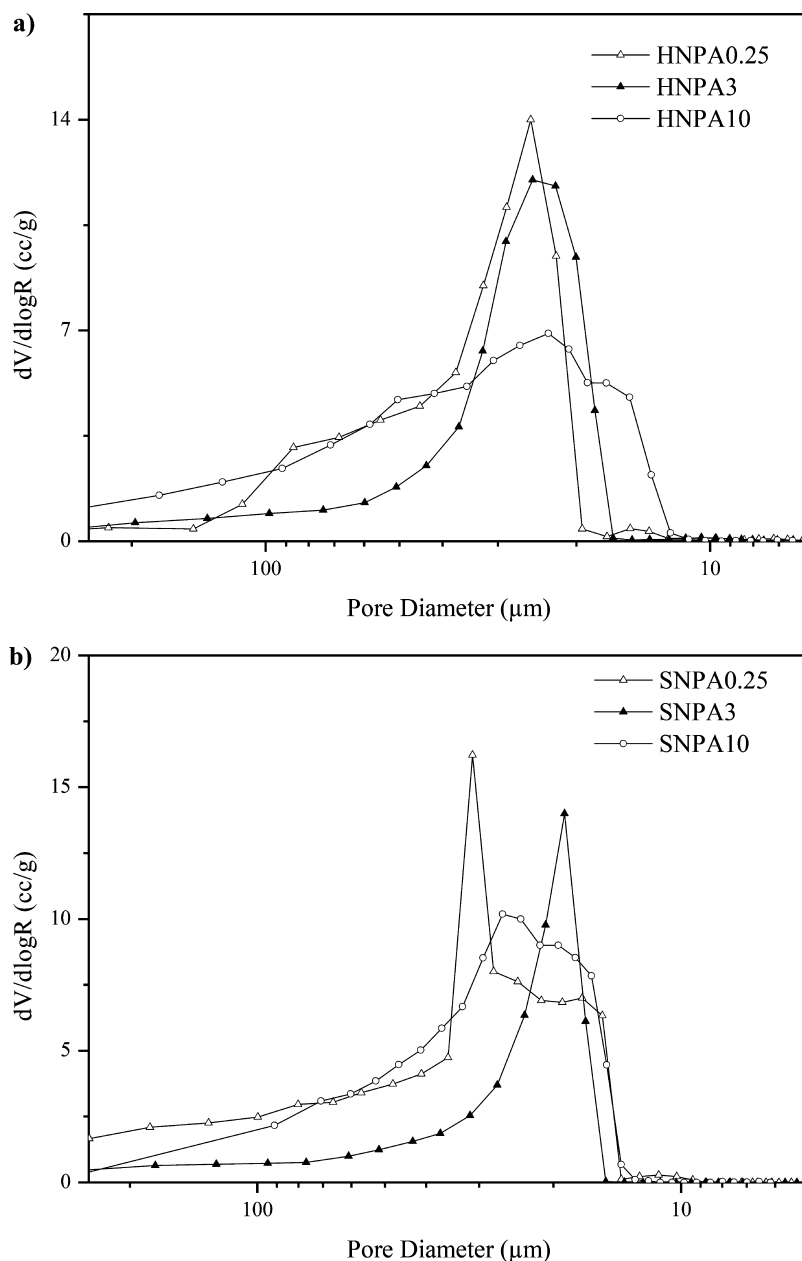 a)
HNPA0.25
HNPA3
HNPA10
14
7
0
dV/dlogR (cc/g)
100
10
Pore Diameter (µm)
b)
SNPA0.25
SNPA3
SNPA10
20
15
10
5
0
dV/dlogR (cc/g)
100
10
Pore Diameter (µm)